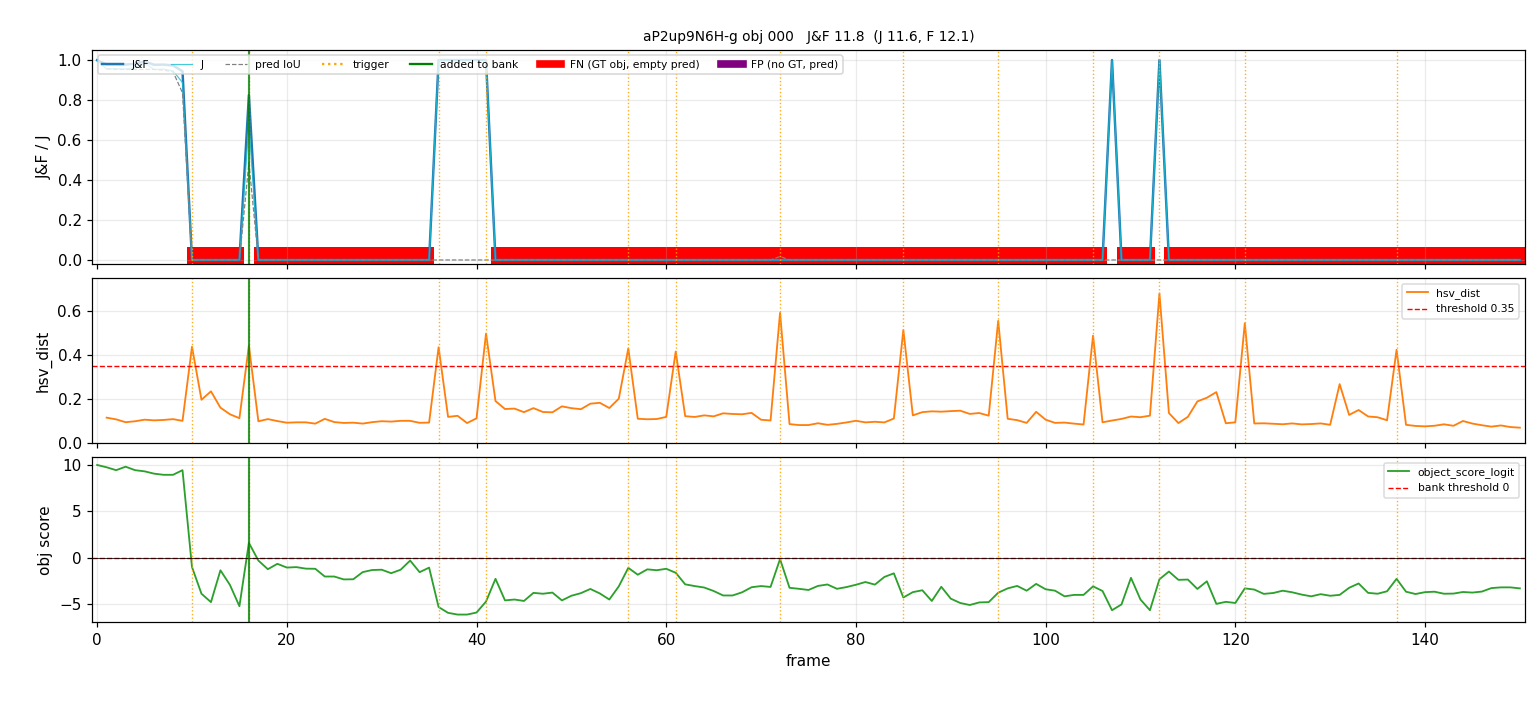 aP2up9N6H-g obj 000   J&F 11.8  (J 11.6, F 12.1)
J&F   J   pred IoU   trigger   added to bank   FN (GT obj, empty pred)   FP (no GT, pred)
1.0
0.8
0.6
0.4
0.2
0.0
J&F / J
hsv_dist
threshold 0.35
0.6
0.4
0.2
0.0
hsv_dist
object_score_logit
bank threshold 0
10
5
0
−5
obj score
0 20 40 60 80 100 120 140
frame